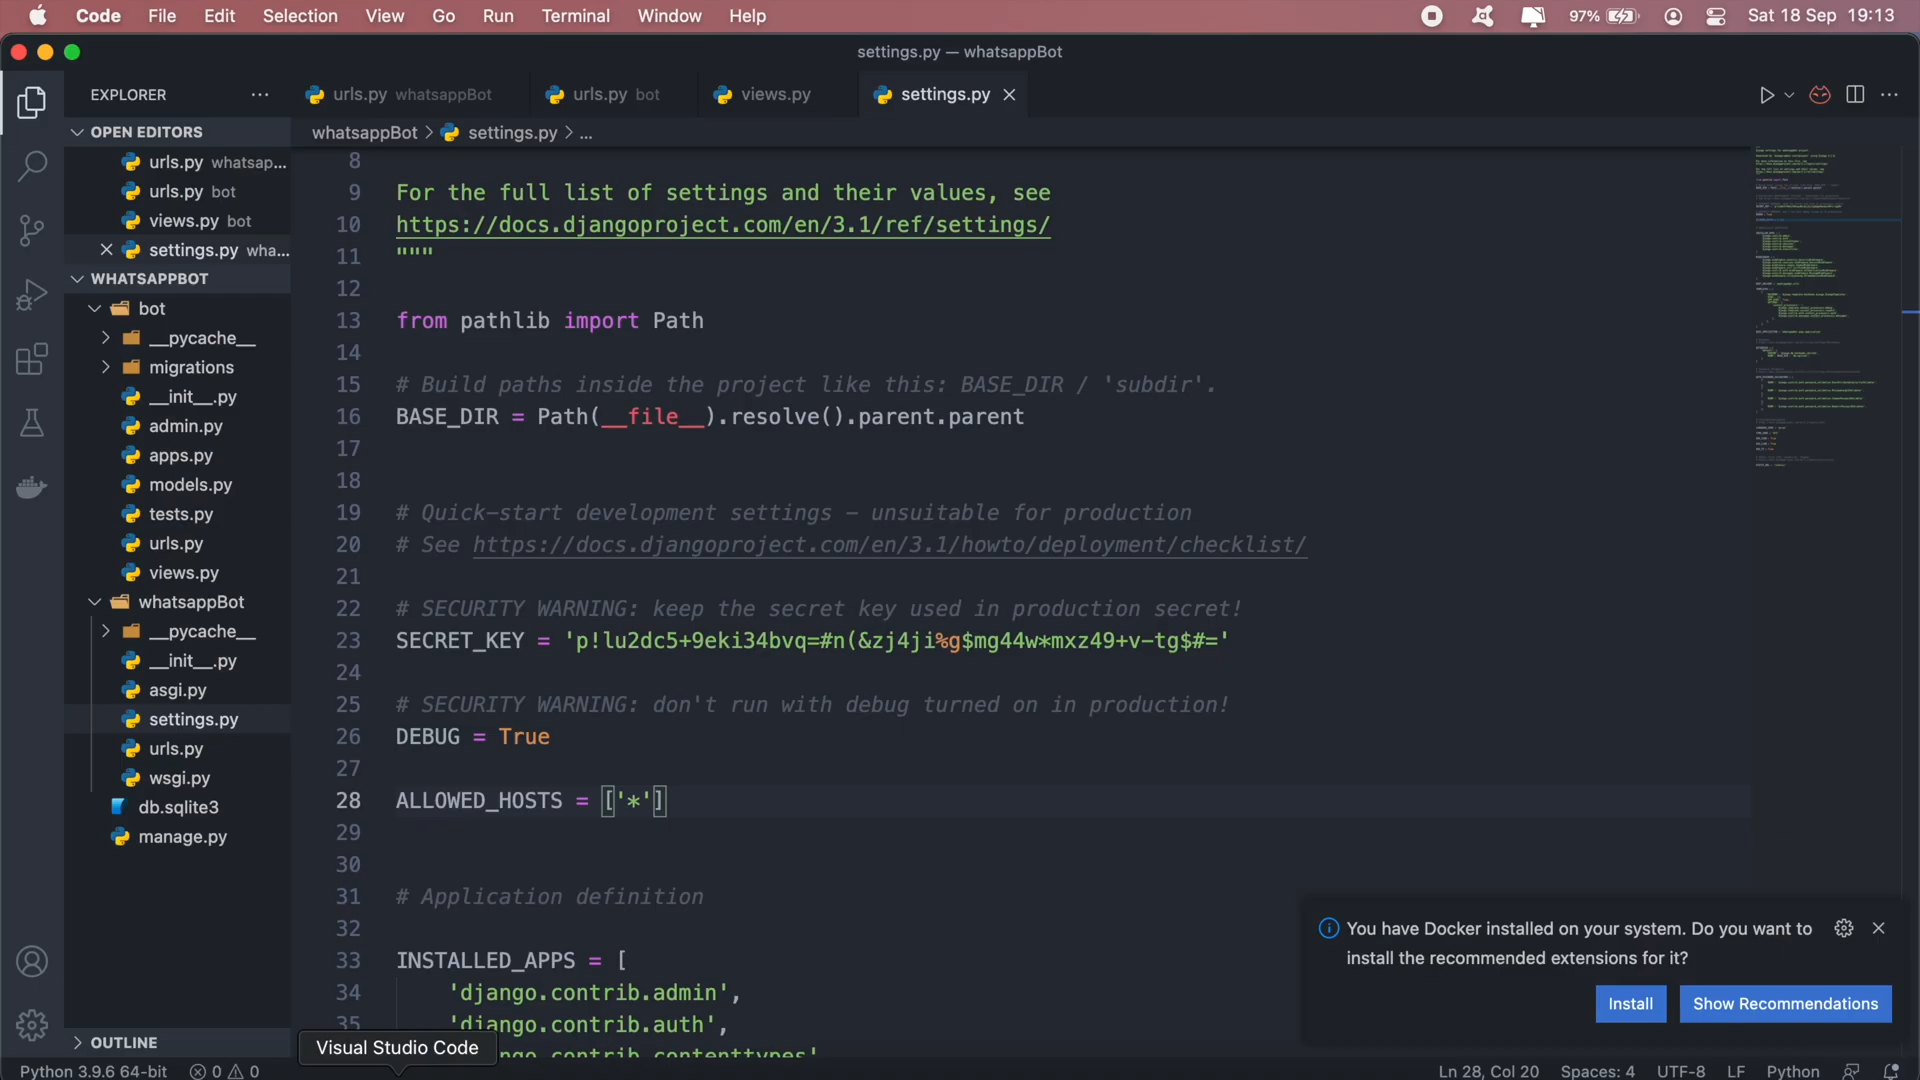 Code File Edit Selection View Go Run Terminal Window Help 97% Sat 18 Sep 19:13
settings.py — whatsappBot
EXPLORER
urls.py whatsappBot
urls.py bot
views.py
settings.py
OPEN EDITORS
urls.py whatsap...
urls.py bot
views.py bot
settings.py wha...
WHATSAPPBOT
bot
__pycache__
migrations
__init__.py
admin.py
apps.py
models.py
tests.py
urls.py
views.py
whatsappBot
__pycache__
__init__.py
asgi.py
settings.py
urls.py
wsgi.py
db.sqlite3
manage.py
OUTLINE
whatsappBot > settings.py > ...
8
9 For the full list of settings and their values, see
10 https://docs.djangoproject.com/en/3.1/ref/settings/
11 """
12
13 from pathlib import Path
14
15 # Build paths inside the project like this: BASE_DIR / 'subdir'.
16 BASE_DIR = Path(__file__).resolve().parent.parent
17
18
19 # Quick-start development settings - unsuitable for production
20 # See https://docs.djangoproject.com/en/3.1/howto/deployment/checklist/
21
22 # SECURITY WARNING: keep the secret key used in production secret!
23 SECRET_KEY = 'p!lu2dc5+9eki34bvq=#n(&zj4ji%g$mg44w*mxz49+v-tg$#='
24
25 # SECURITY WARNING: don't run with debug turned on in production!
26 DEBUG = True
27
28 ALLOWED_HOSTS = ['*']
29
30
31 # Application definition
32
33 INSTALLED_APPS = [
34 'django.contrib.admin',
35 'django.contrib.auth',
ngo.contrib.contenttypes'
Visual Studio Code
You have Docker installed on your system. Do you want to
install the recommended extensions for it?
Install
Show Recommendations
Python 3.9.6 64-bit 0 0 Ln 28, Col 20 Spaces: 4 UTF-8 LF Python